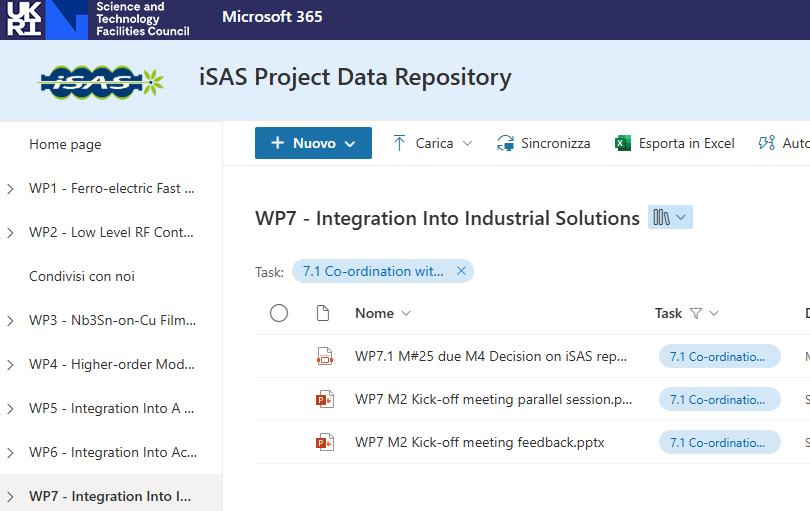 UK
RI
Science and
Technology
Facilities Council
Microsoft 365
iSAS
iSAS Project Data Repository
Home page
WP1 - Ferro-electric Fast ...
WP2 - Low Level RF Cont...
Condivisi con noi
WP3 - Nb3Sn-on-Cu Film...
WP4 - Higher-order Mod...
WP5 - Integration Into A ...
WP6 - Integration Into Ac...
WP7 - Integration Into I...
+ Nuovo
Carica
Sincronizza
Esporta in Excel
Auto
WP7 - Integration Into Industrial Solutions
Task: 7.1 Co-ordination wit... ×
Nome Task D
WP7.1 M#25 due M4 Decision on iSAS rep... 7.1 Co-ordinatio... M
WP7 M2 Kick-off meeting parallel session.p... 7.1 Co-ordinatio... S
WP7 M2 Kick-off meeting feedback.pptx 7.1 Co-ordinatio... S